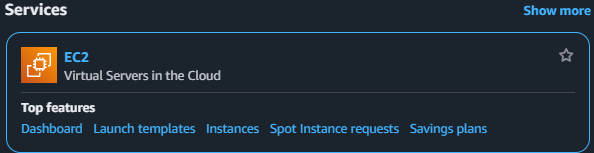 Services Show more
EC2
Virtual Servers in the Cloud
Top features
Dashboard Launch templates Instances Spot Instance requests Savings plans